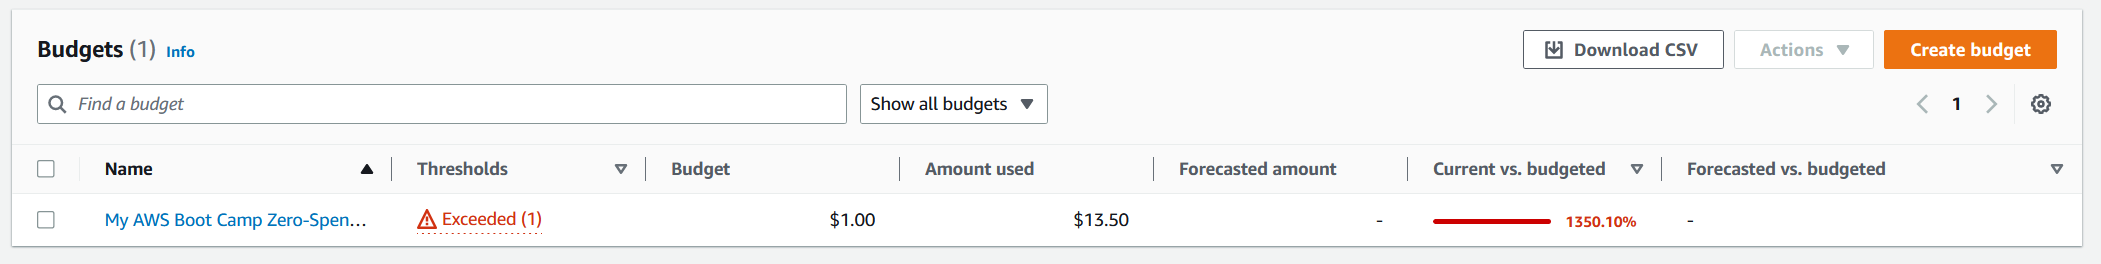 Budgets (1) Info
Download CSV
Actions
Create budget
Find a budget
Show all budgets
1
Name Thresholds Budget Amount used Forecasted amount Current vs. budgeted Forecasted vs. budgeted
My AWS Boot Camp Zero-Spen... Exceeded (1) $1.00 $13.50 - 1350.10% -